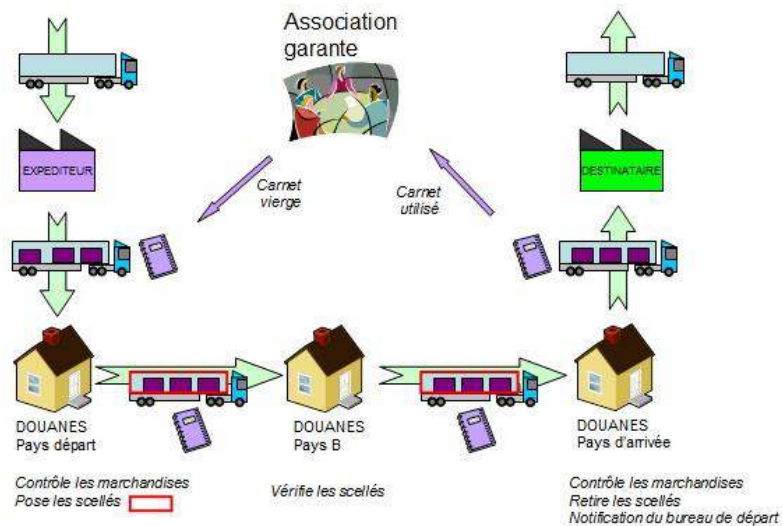 Association
garante
EXPEDITEUR
DESTINATAIRE
Carnet
vierge
Carnet
utilisé
DOUANES
Pays départ
DOUANES
Pays B
DOUANES
Pays d'arrivée
Contrôle les marchandises
Pose les scellés
Vérifie les scellés
Contrôle les marchandises
Retire les scellés
Notification du bureau de départ